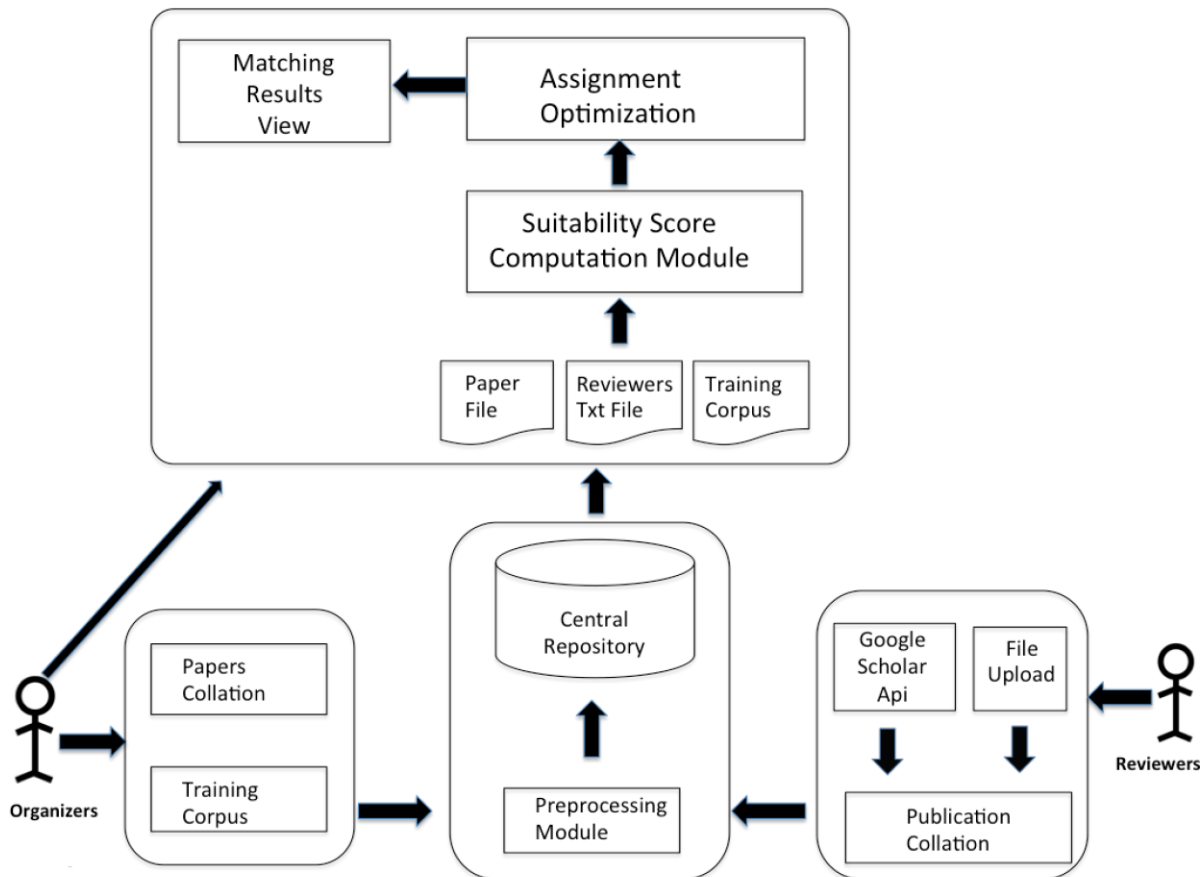 Matching
Results
View
Assignment
Optimization
Suitability Score
Computation Module
Paper
File
Reviewers
Txt File
Training
Corpus
Central
Repository
Preprocessing
Module
Papers
Collation
Training
Corpus
Organizers
Google
Scholar
Api
File
Upload
Publication
Collation
Reviewers